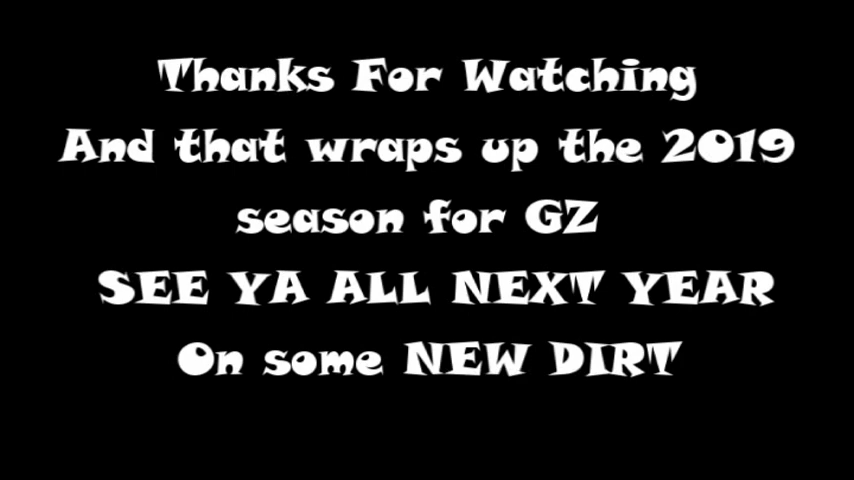 Thanks For Watching
And that wraps up the 2019
season for GZ
SEE YA ALL NEXT YEAR
On some NEW DIRT